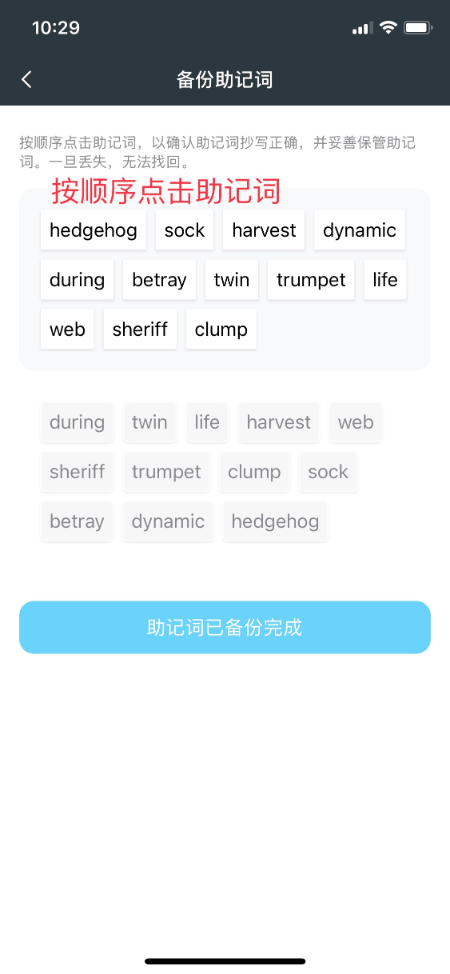 10:29
备份助记词
按顺序点击助记词，以确认助记词抄写正确，并妥善保管助记
词。一旦丢失，无法找回。
按顺序点击助记词
hedgehog sock harvest dynamic
during betray twin trumpet life
web sheriff clump
during twin life harvest web
sheriff trumpet clump sock
betray dynamic hedgehog
助记词已备份完成